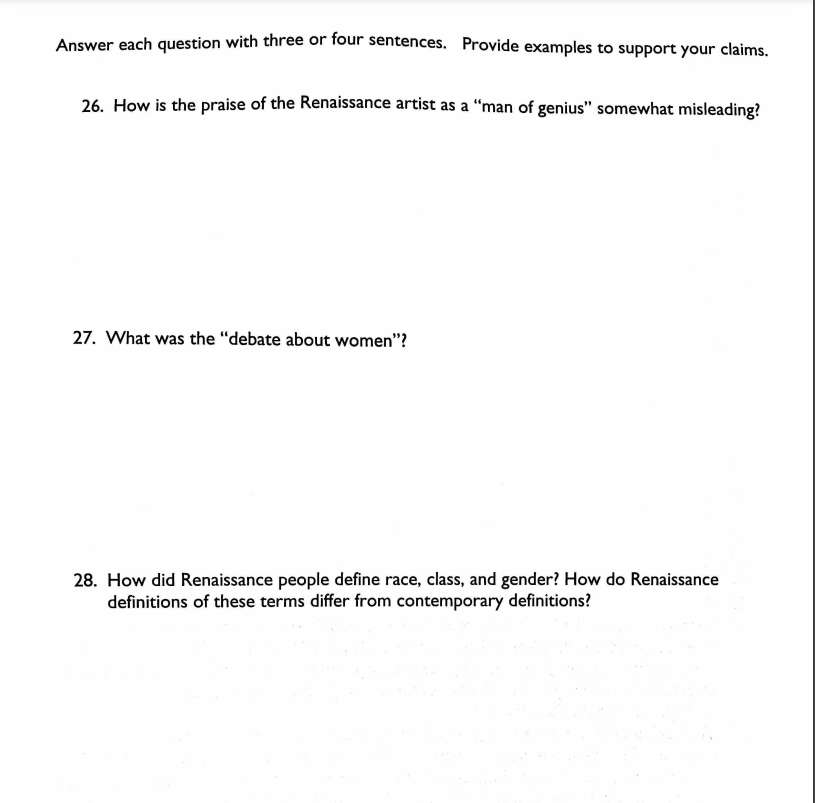 Answer each question with three or four sentences. Provide examples to support your claims.
26. How is the praise of the Renaissance artist as a “man of genius” somewhat misleading?
27. What was the “debate about women”?
28. How did Renaissance people define race, class, and gender? How do Renaissance
definitions of these terms differ from contemporary definitions?